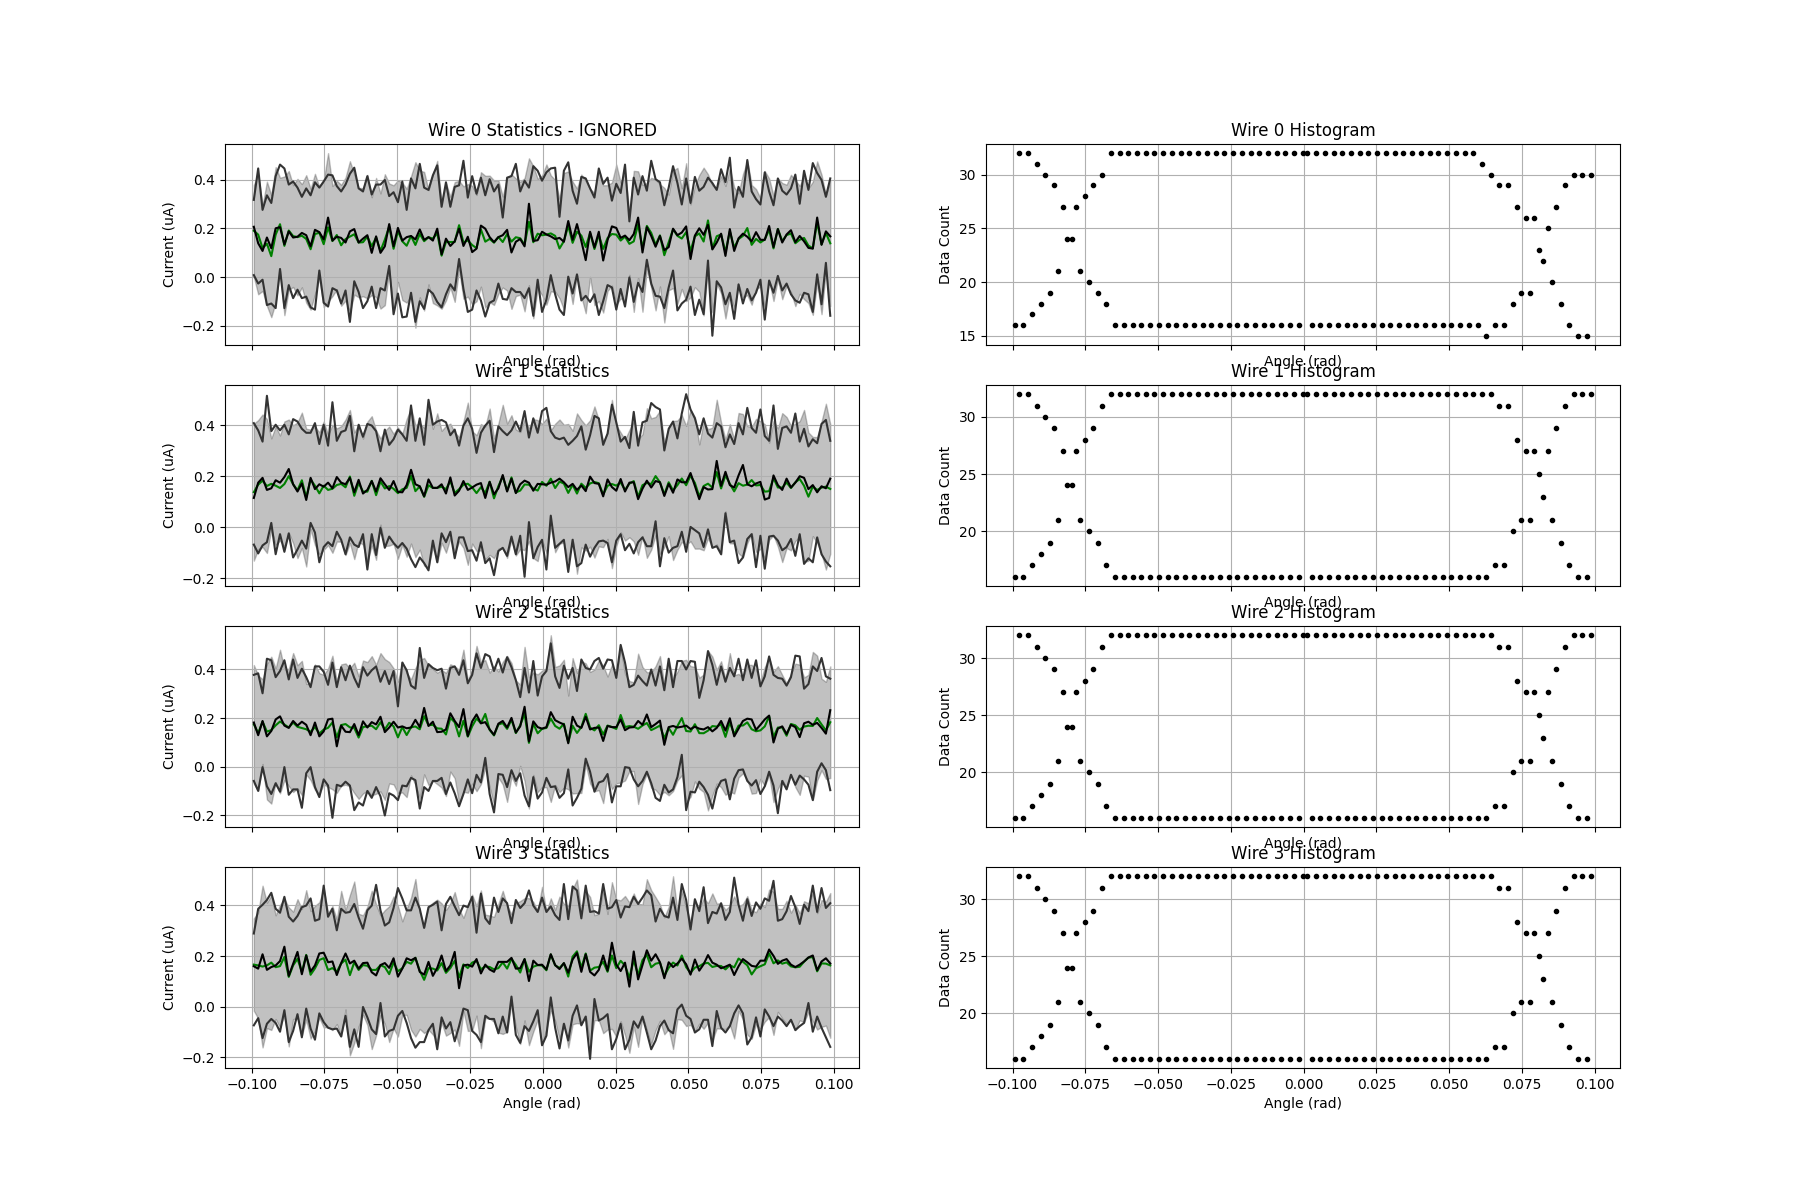 Wire 0 Statistics - IGNORED
Current (uA)
0.4
0.2
0.0
−0.2
Angle (rad)
Wire 0 Histogram
Data Count
30
25
20
15
Angle (rad)
Wire 1 Statistics
Current (uA)
0.4
0.2
0.0
−0.2
Angle (rad)
Wire 1 Histogram
Data Count
30
25
20
Angle (rad)
Wire 2 Statistics
Current (uA)
0.4
0.2
0.0
−0.2
Angle (rad)
Wire 2 Histogram
Data Count
30
25
20
Angle (rad)
Wire 3 Statistics
Current (uA)
0.4
0.2
0.0
−0.2
−0.100 −0.075 −0.050 −0.025 0.000 0.025 0.050 0.075 0.100
Angle (rad)
Wire 3 Histogram
Data Count
30
25
20
−0.100 −0.075 −0.050 −0.025 0.000 0.025 0.050 0.075 0.100
Angle (rad)